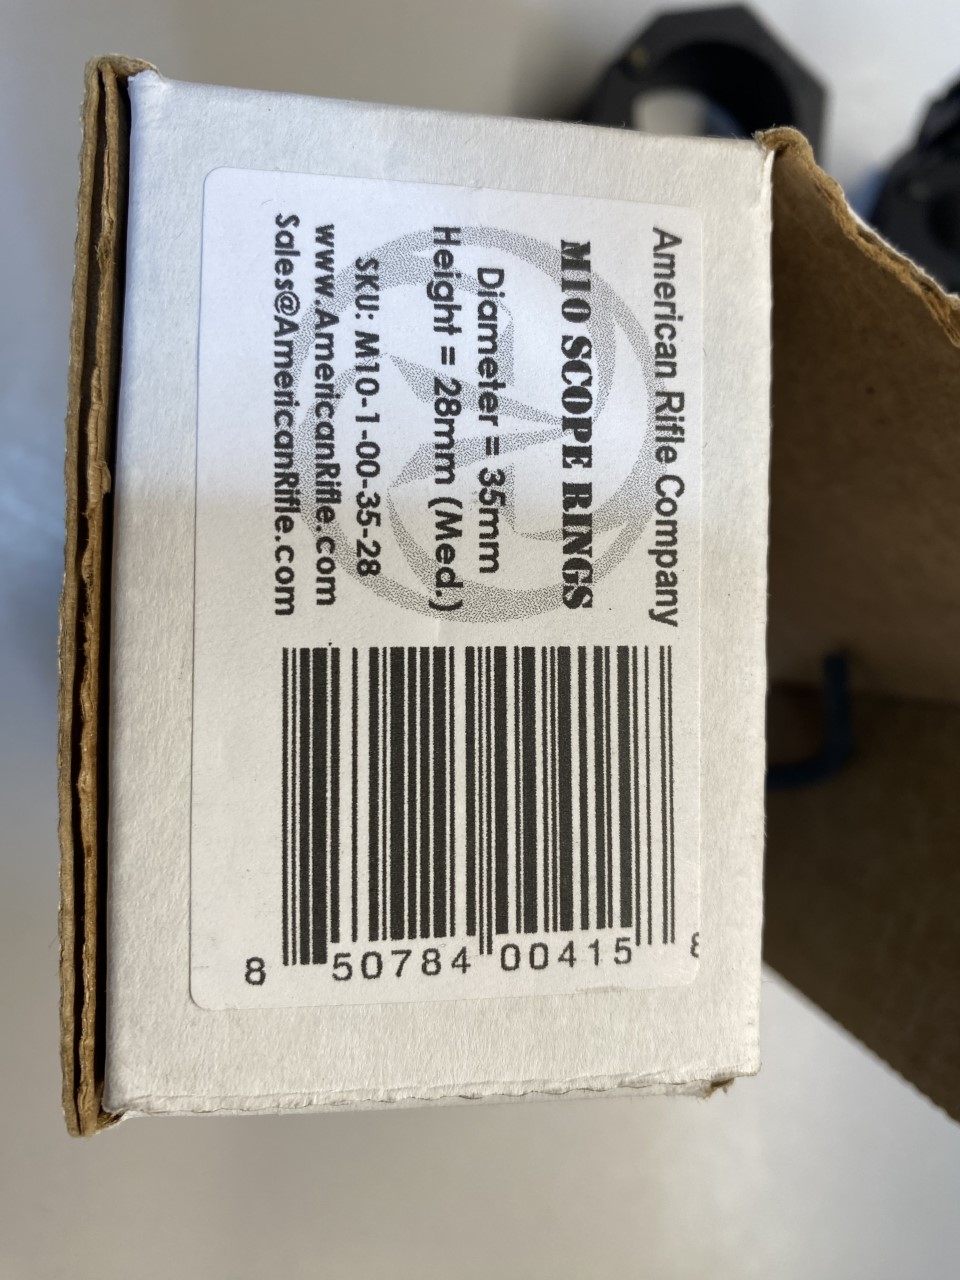 American Rifle Company
M10 SCOPE RINGS
Diameter = 35mm
Height = 28mm (Med.)
SKU: M10-1-00-35-28
www.AmericanRifle.com
Sales@AmericanRifle.com
8 50784 00415 8